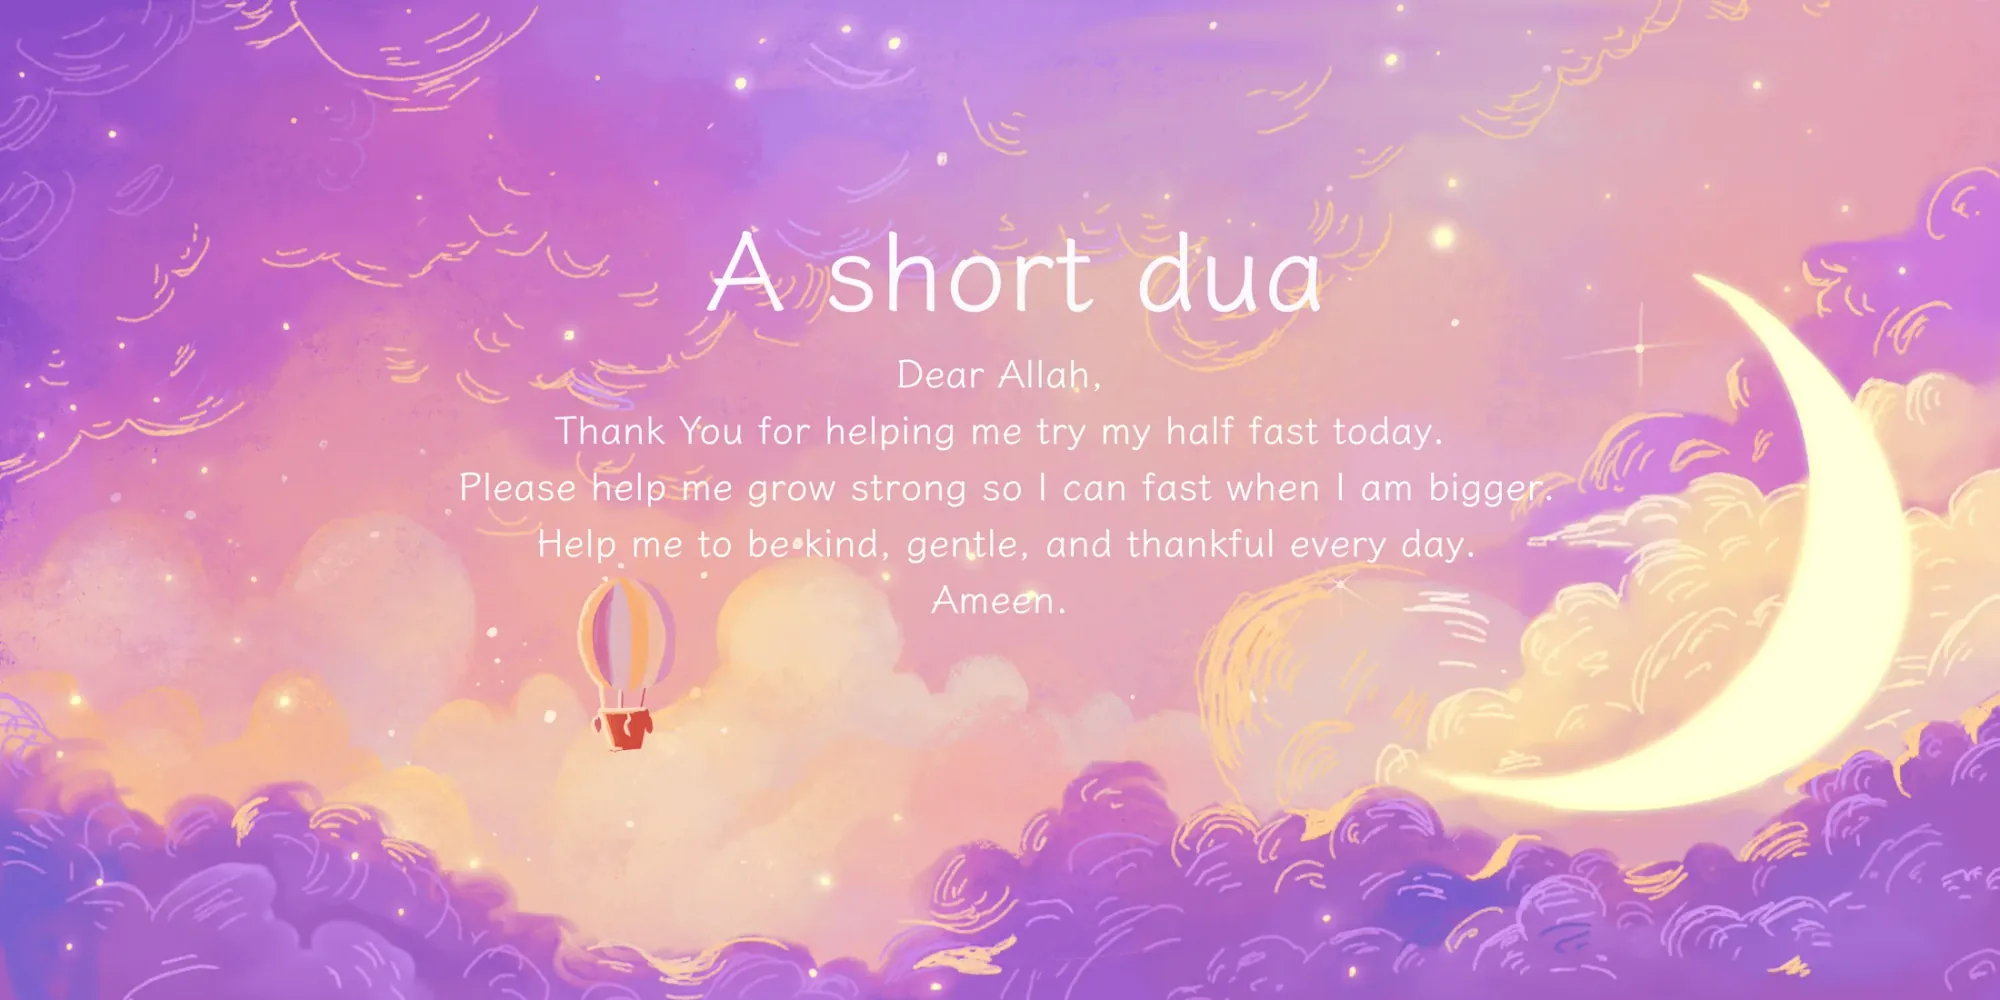 A short dua
Dear Allah,
Thank You for helping me try my half fast today.
Please help me grow strong so I can fast when I am bigger.
Help me to be kind, gentle, and thankful every day.
Ameen.